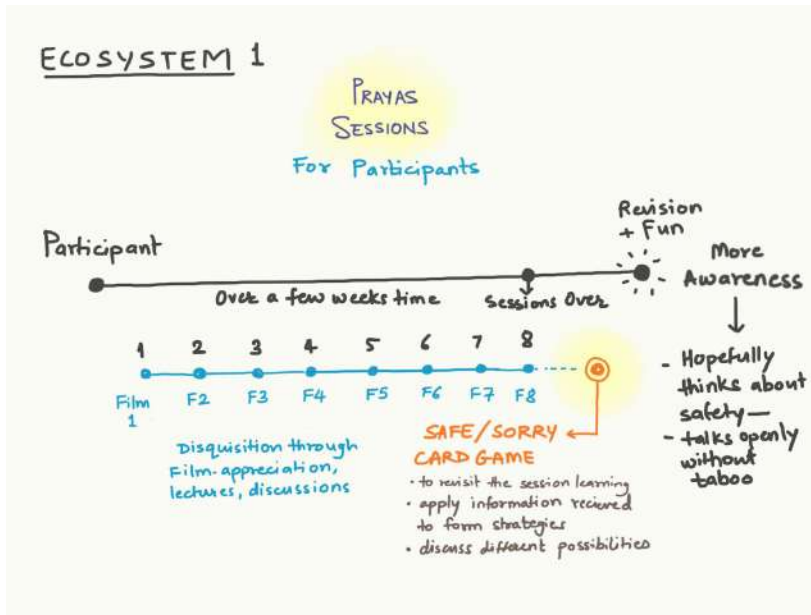 ECOSYSTEM 1
PRAYAS
SESSIONS
For Participants
Participant
Revision
+ Fun
More
Awareness
Over a few weeks time
Sessions Over
1 2 3 4 5 6 7 8
Film
1
F2 F3 F4 F5 F6 F7 F8
Disquisition through
Film-appreciation,
lectures, discussions
SAFE/SORRY
CARD GAME
• to revisit the session learning
• apply information recieved
to form strategies
• discuss different possibilities
- Hopefully
thinks about
safety—
- talks openly
without
taboo